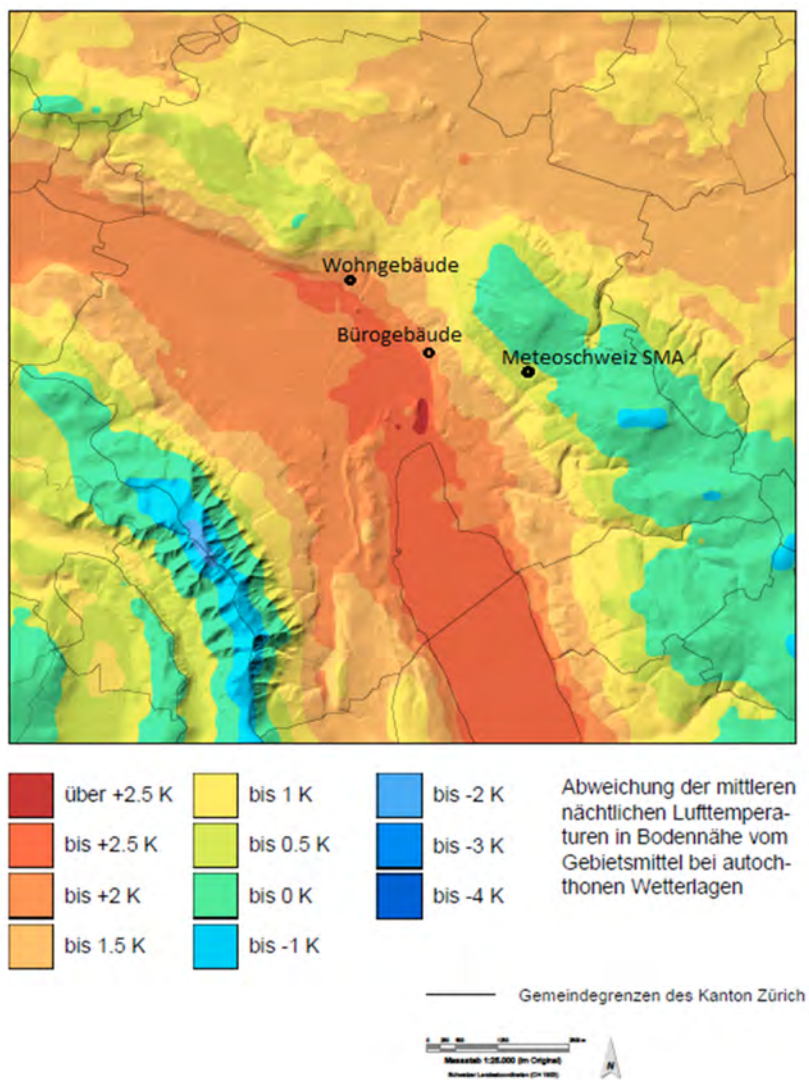 Wohngebäude
Bürogebäude
Meteoschweiz SMA
über +2.5 K
bis +2.5 K
bis +2 K
bis 1.5 K
bis 1 K
bis 0.5 K
bis 0 K
bis -1 K
bis -2 K
bis -3 K
bis -4 K
Abweichung der mittleren
nächtlichen Lufttempera-
turen in Bodennähe vom
Gebietsmittel bei autoch-
thonen Wetterlagen
Gemeindegrenzen des Kanton Zürich
Massstab 1:25.000 (im Original)
Schweizer Landeskoordinaten
N